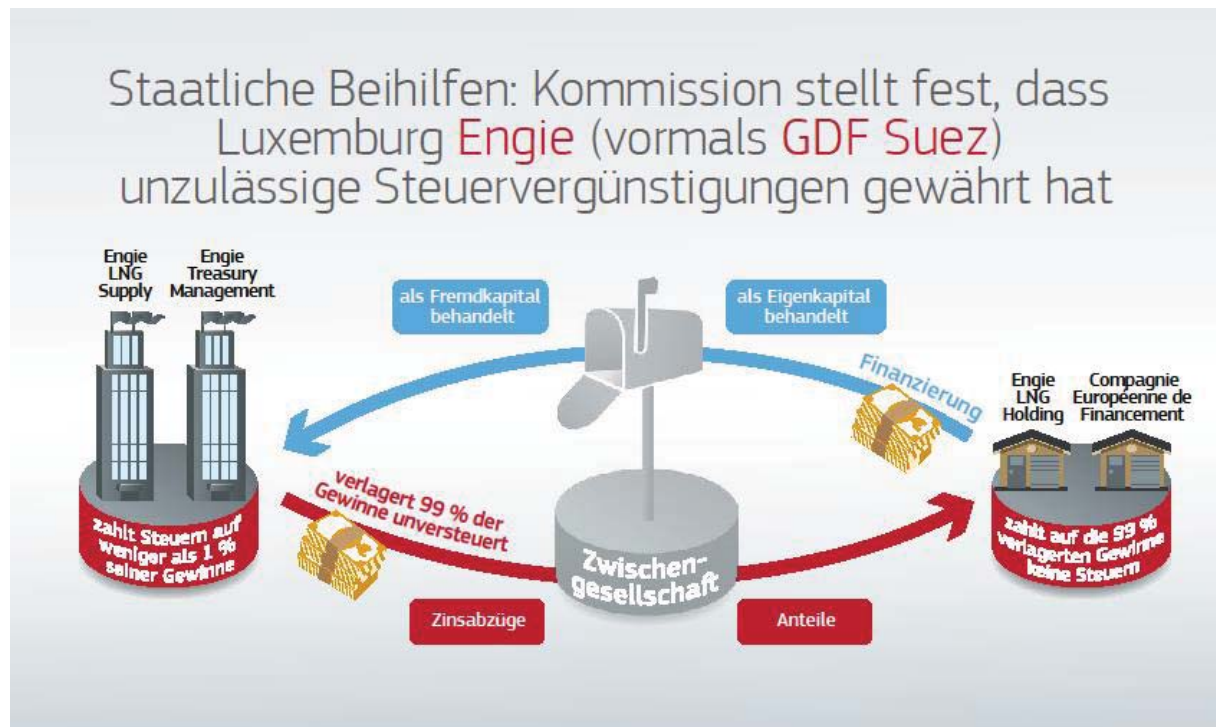 Staatliche Beihilfen: Kommission stellt fest, dass
Luxemburg Engie (vormals GDF Suez)
unzulässige Steuervergünstigungen gewährt hat
Engie
LNG
Supply
Engie
Treasury
Management
als Fremdkapital
behandelt
als Eigenkapital
behandelt
Finanzierung
Engie
LNG
Holding
Compagnie
Européenne de
Financement
zahlt Steuern auf
weniger als 1 %
seiner Gewinne
verlagert 99 % der
Gewinne unversteuert
Zwischen-
gesellschaft
zahlt auf die 99 %
verlagerten Gewinne
keine Steuern
Zinsabzüge
Anteile